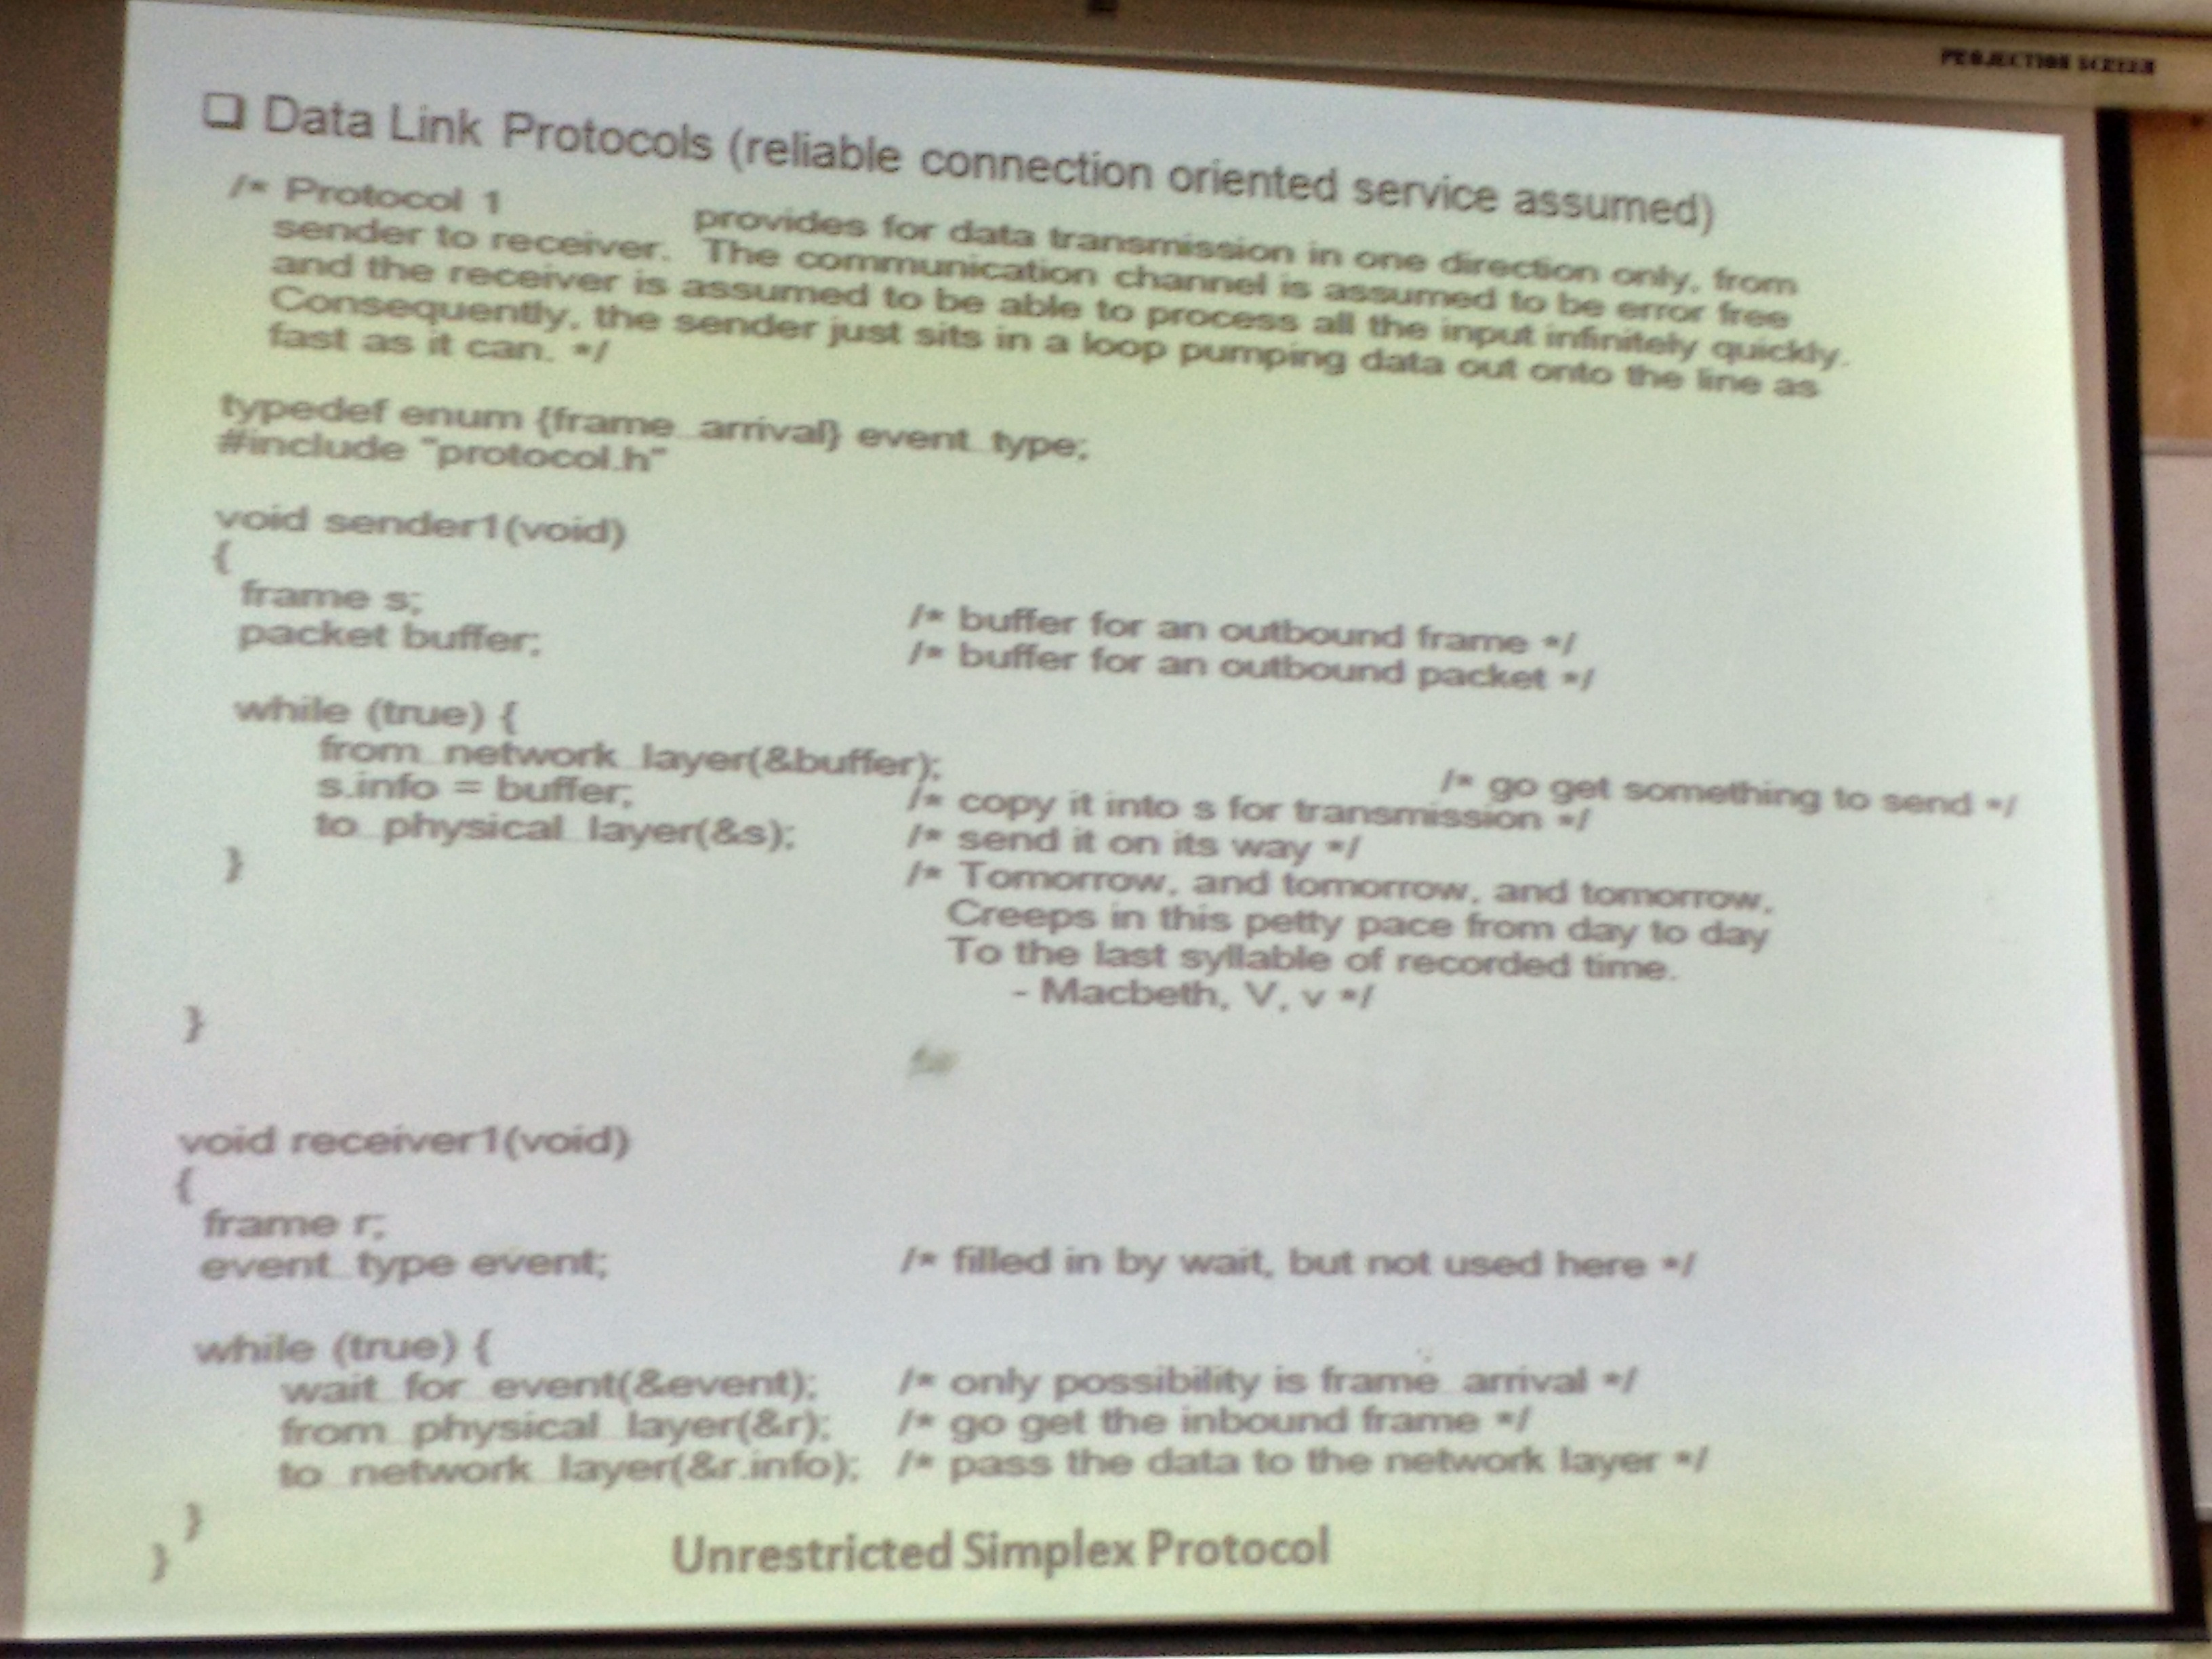 PROJECTION SCREEN
❑ Data Link Protocols (reliable connection oriented service assumed)
/* Protocol 1 provides for data transmission in one direction only, from
sender to receiver. The communication channel is assumed to be error free
and the receiver is assumed to be able to process all the input infinitely quickly.
Consequently, the sender just sits in a loop pumping data out onto the line as
fast as it can. */
typedef enum {frame_arrival} event_type;
#include "protocol.h"
void sender1(void)
{
frame s; /* buffer for an outbound frame */
packet buffer; /* buffer for an outbound packet */
while (true) {
from_network_layer(&buffer); /* go get something to send */
s.info = buffer; /* copy it into s for transmission */
to_physical_layer(&s); /* send it on its way */
} /* Tomorrow, and tomorrow, and tomorrow,
Creeps in this petty pace from day to day
To the last syllable of recorded time.
- Macbeth, V, v */
}
void receiver1(void)
{
frame r;
event_type event; /* filled in by wait, but not used here */
while (true) {
wait_for_event(&event); /* only possibility is frame_arrival */
from_physical_layer(&r); /* go get the inbound frame */
to_network_layer(&r.info); /* pass the data to the network layer */
}
}
Unrestricted Simplex Protocol